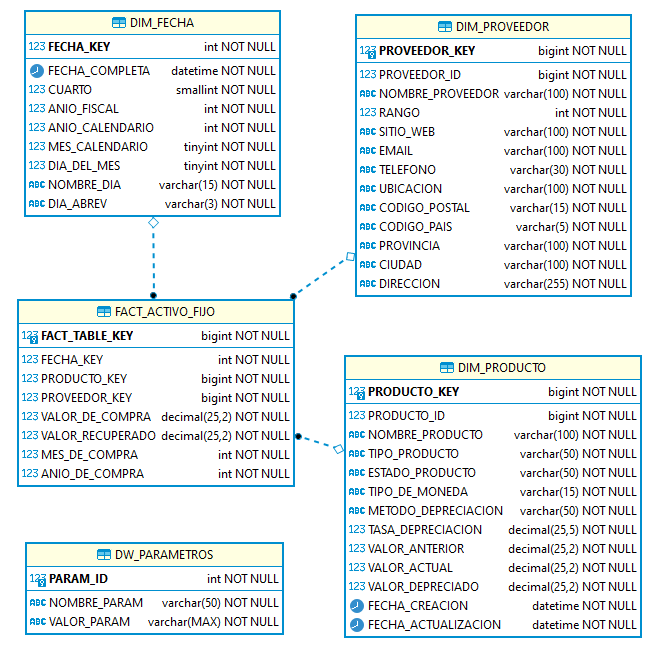 DIM_FECHA
123 FECHA_KEY int NOT NULL
FECHA_COMPLETA datetime NOT NULL
123 CUARTO smallint NOT NULL
123 ANIO_FISCAL int NOT NULL
123 ANIO_CALENDARIO int NOT NULL
123 MES_CALENDARIO tinyint NOT NULL
123 DIA_DEL_MES tinyint NOT NULL
ABC NOMBRE_DIA varchar(15) NOT NULL
ABC DIA_ABREV varchar(3) NOT NULL
DIM_PROVEEDOR
123 PROVEEDOR_KEY bigint NOT NULL
123 PROVEEDOR_ID bigint NOT NULL
ABC NOMBRE_PROVEEDOR varchar(100) NOT NULL
123 RANGO int NOT NULL
ABC SITIO_WEB varchar(100) NOT NULL
ABC EMAIL varchar(100) NOT NULL
ABC TELEFONO varchar(30) NOT NULL
ABC UBICACION varchar(100) NOT NULL
ABC CODIGO_POSTAL varchar(15) NOT NULL
ABC CODIGO_PAIS varchar(5) NOT NULL
ABC PROVINCIA varchar(100) NOT NULL
ABC CIUDAD varchar(100) NOT NULL
ABC DIRECCION varchar(255) NOT NULL
FACT_ACTIVO_FIJO
123 FACT_TABLE_KEY bigint NOT NULL
123 FECHA_KEY int NOT NULL
123 PRODUCTO_KEY bigint NOT NULL
123 PROVEEDOR_KEY bigint NOT NULL
123 VALOR_DE_COMPRA decimal(25,2) NOT NULL
123 VALOR_RECUPERADO decimal(25,2) NOT NULL
123 MES_DE_COMPRA int NOT NULL
123 ANIO_DE_COMPRA int NOT NULL
DIM_PRODUCTO
123 PRODUCTO_KEY bigint NOT NULL
123 PRODUCTO_ID bigint NOT NULL
ABC NOMBRE_PRODUCTO varchar(100) NOT NULL
ABC TIPO_PRODUCTO varchar(50) NOT NULL
ABC ESTADO_PRODUCTO varchar(50) NOT NULL
ABC TIPO_DE_MONEDA varchar(15) NOT NULL
ABC METODO_DEPRECIACION varchar(50) NOT NULL
123 TASA_DEPRECIACION decimal(25,5) NOT NULL
123 VALOR_ANTERIOR decimal(25,2) NOT NULL
123 VALOR_ACTUAL decimal(25,2) NOT NULL
123 VALOR_DEPRECIADO decimal(25,2) NOT NULL
FECHA_CREACION datetime NOT NULL
FECHA_ACTUALIZACION datetime NOT NULL
DW_PARAMETROS
123 PARAM_ID int NOT NULL
ABC NOMBRE_PARAM varchar(50) NOT NULL
ABC VALOR_PARAM varchar(MAX) NOT NULL